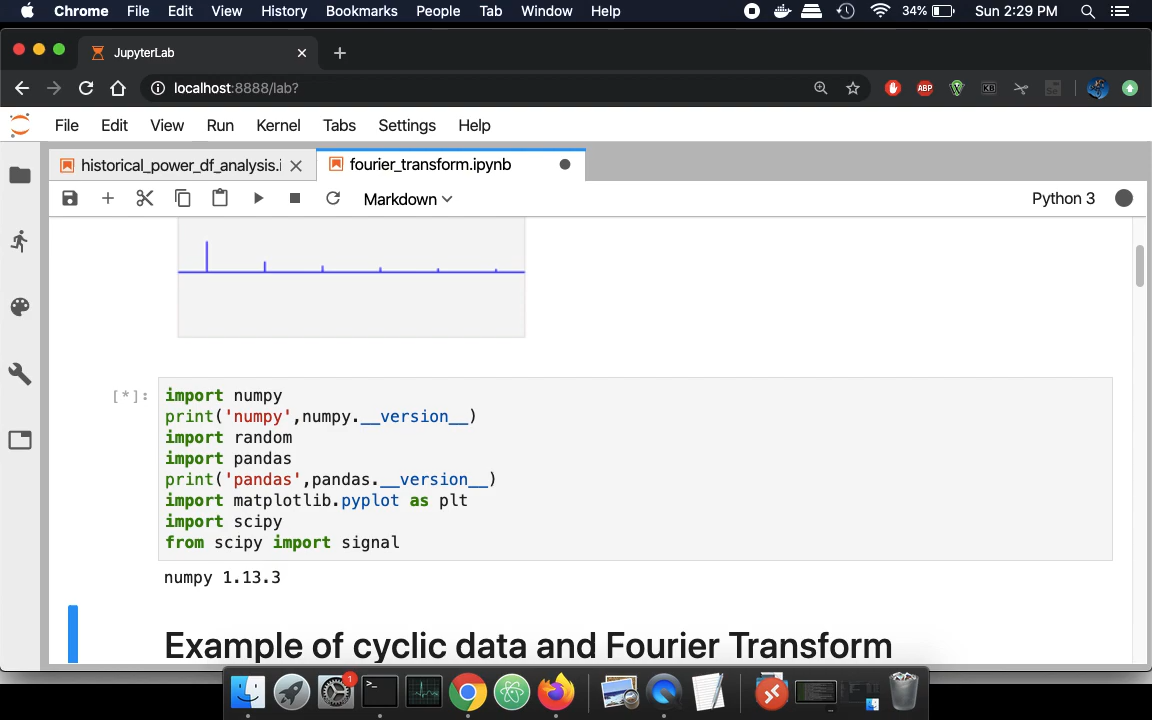 Chrome File Edit View History Bookmarks People Tab Window Help 34% Sun 2:29 PM
JupyterLab
localhost:8888/lab?
ABP
File Edit View Run Kernel Tabs Settings Help
historical_power_df_analysis.i fourier_transform.ipynb
Markdown Python 3
[*]:
import numpy
print('numpy',numpy.__version__)
import random
import pandas
print('pandas',pandas.__version__)
import matplotlib.pyplot as plt
import scipy
from scipy import signal
numpy 1.13.3
Example of cyclic data and Fourier Transform
1